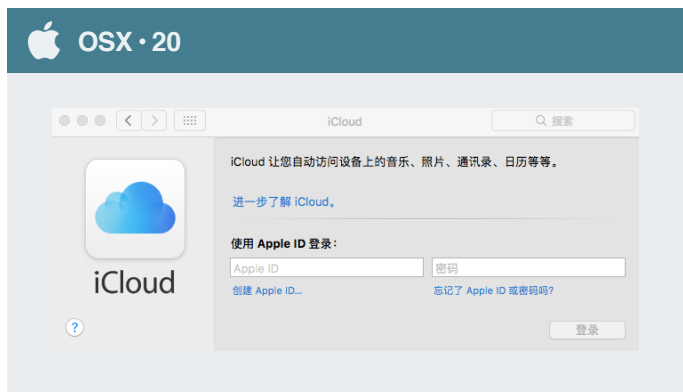 OSX · 20
iCloud
搜索
iCloud 让您自动访问设备上的音乐、照片、通讯录、日历等等。
进一步了解 iCloud。
使用 Apple ID 登录：
Apple ID
密码
iCloud
创建 Apple ID...
忘记了 Apple ID 或密码吗?
?
登录